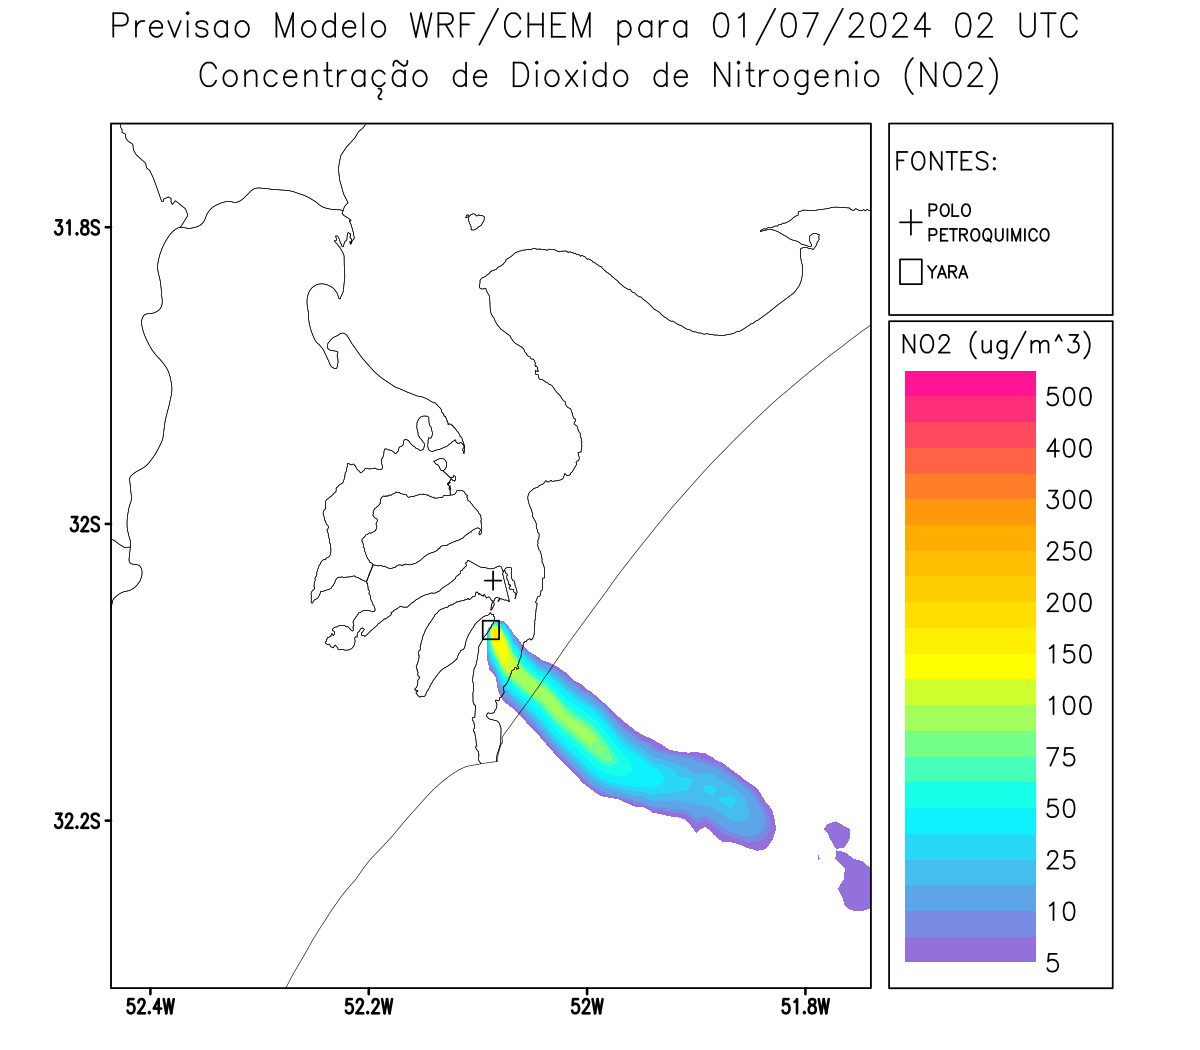 Previsao Modelo WRF/CHEM para 01/07/2024 02 UTC
Concentração de Dioxido de Nitrogenio (NO2)
FONTES:
POLO
PETROQUIMICO
YARA
NO2 (ug/m^3)
500
400
300
250
200
150
100
75
50
25
10
5
31.8S
32S
32.2S
52.4W
52.2W
52W
51.8W